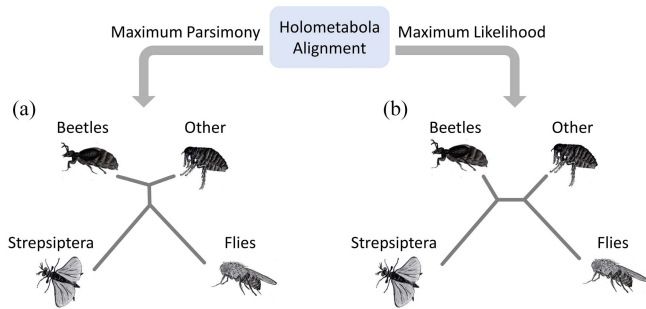 Maximum Parsimony
Holometabola
Alignment
Maximum Likelihood
(a)
Beetles
Other
Strepsiptera
Flies
(b)
Beetles
Other
Strepsiptera
Flies